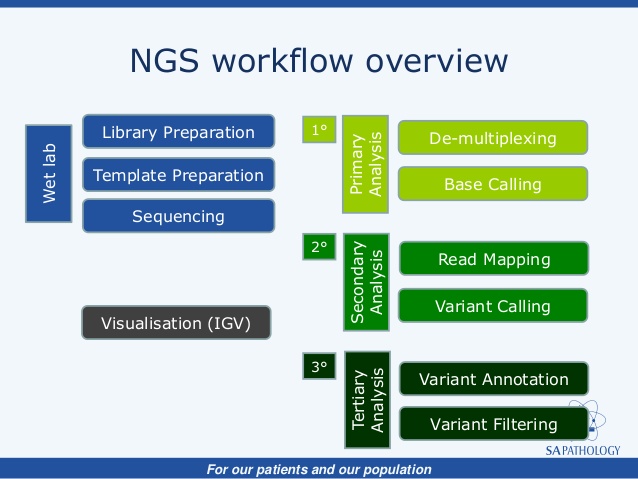 NGS workflow overview
Wet lab
Library Preparation
Template Preparation
Sequencing
Visualisation (IGV)
1°
Primary
Analysis
De-multiplexing
Base Calling
2°
Secondary
Analysis
Read Mapping
Variant Calling
3°
Tertiary
Analysis
Variant Annotation
Variant Filtering
SAPATHOLOGY
For our patients and our population